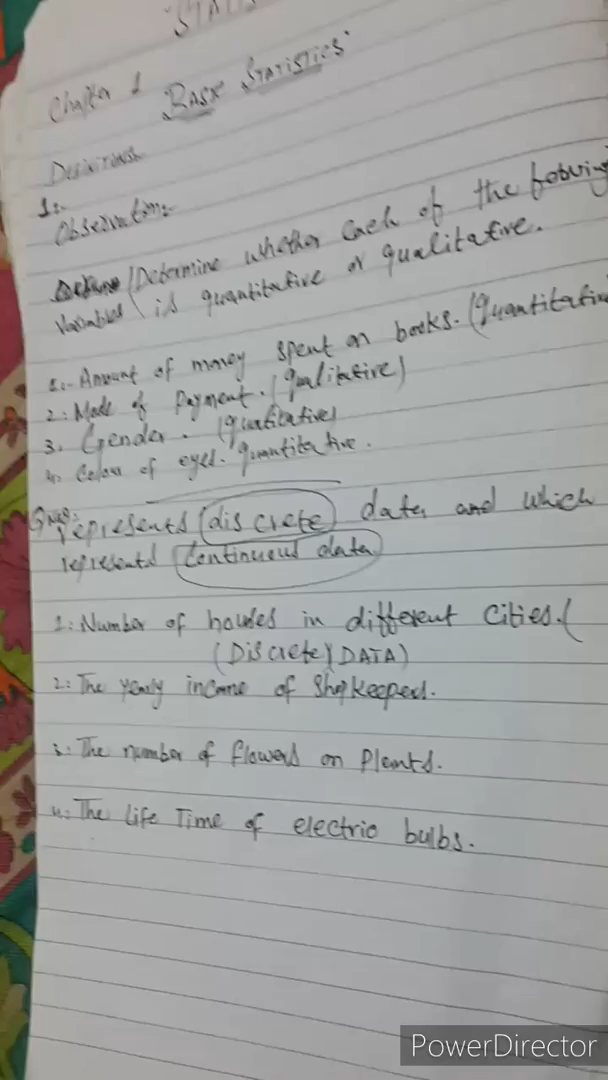 Chapter 1 Basic STATISTICS
Definitions
1:-
Observation:-
(Determine whether each of the following
Variables is quantitative or qualitative.
1:- Amount of money spent on books. (quantitative
2: Mode of Payment. (qualitative)
3. Gender.
4. Colour of eyes. quantitative.
represents discrete data and which
represents Continuous data
1: Number of houses in different Cities.(
(Discrete)(DATA)
2: The yearly income of Shopkeepers.
3: The number of flowers on Plants.
4: The Life Time of electric bulbs.
PowerDirector